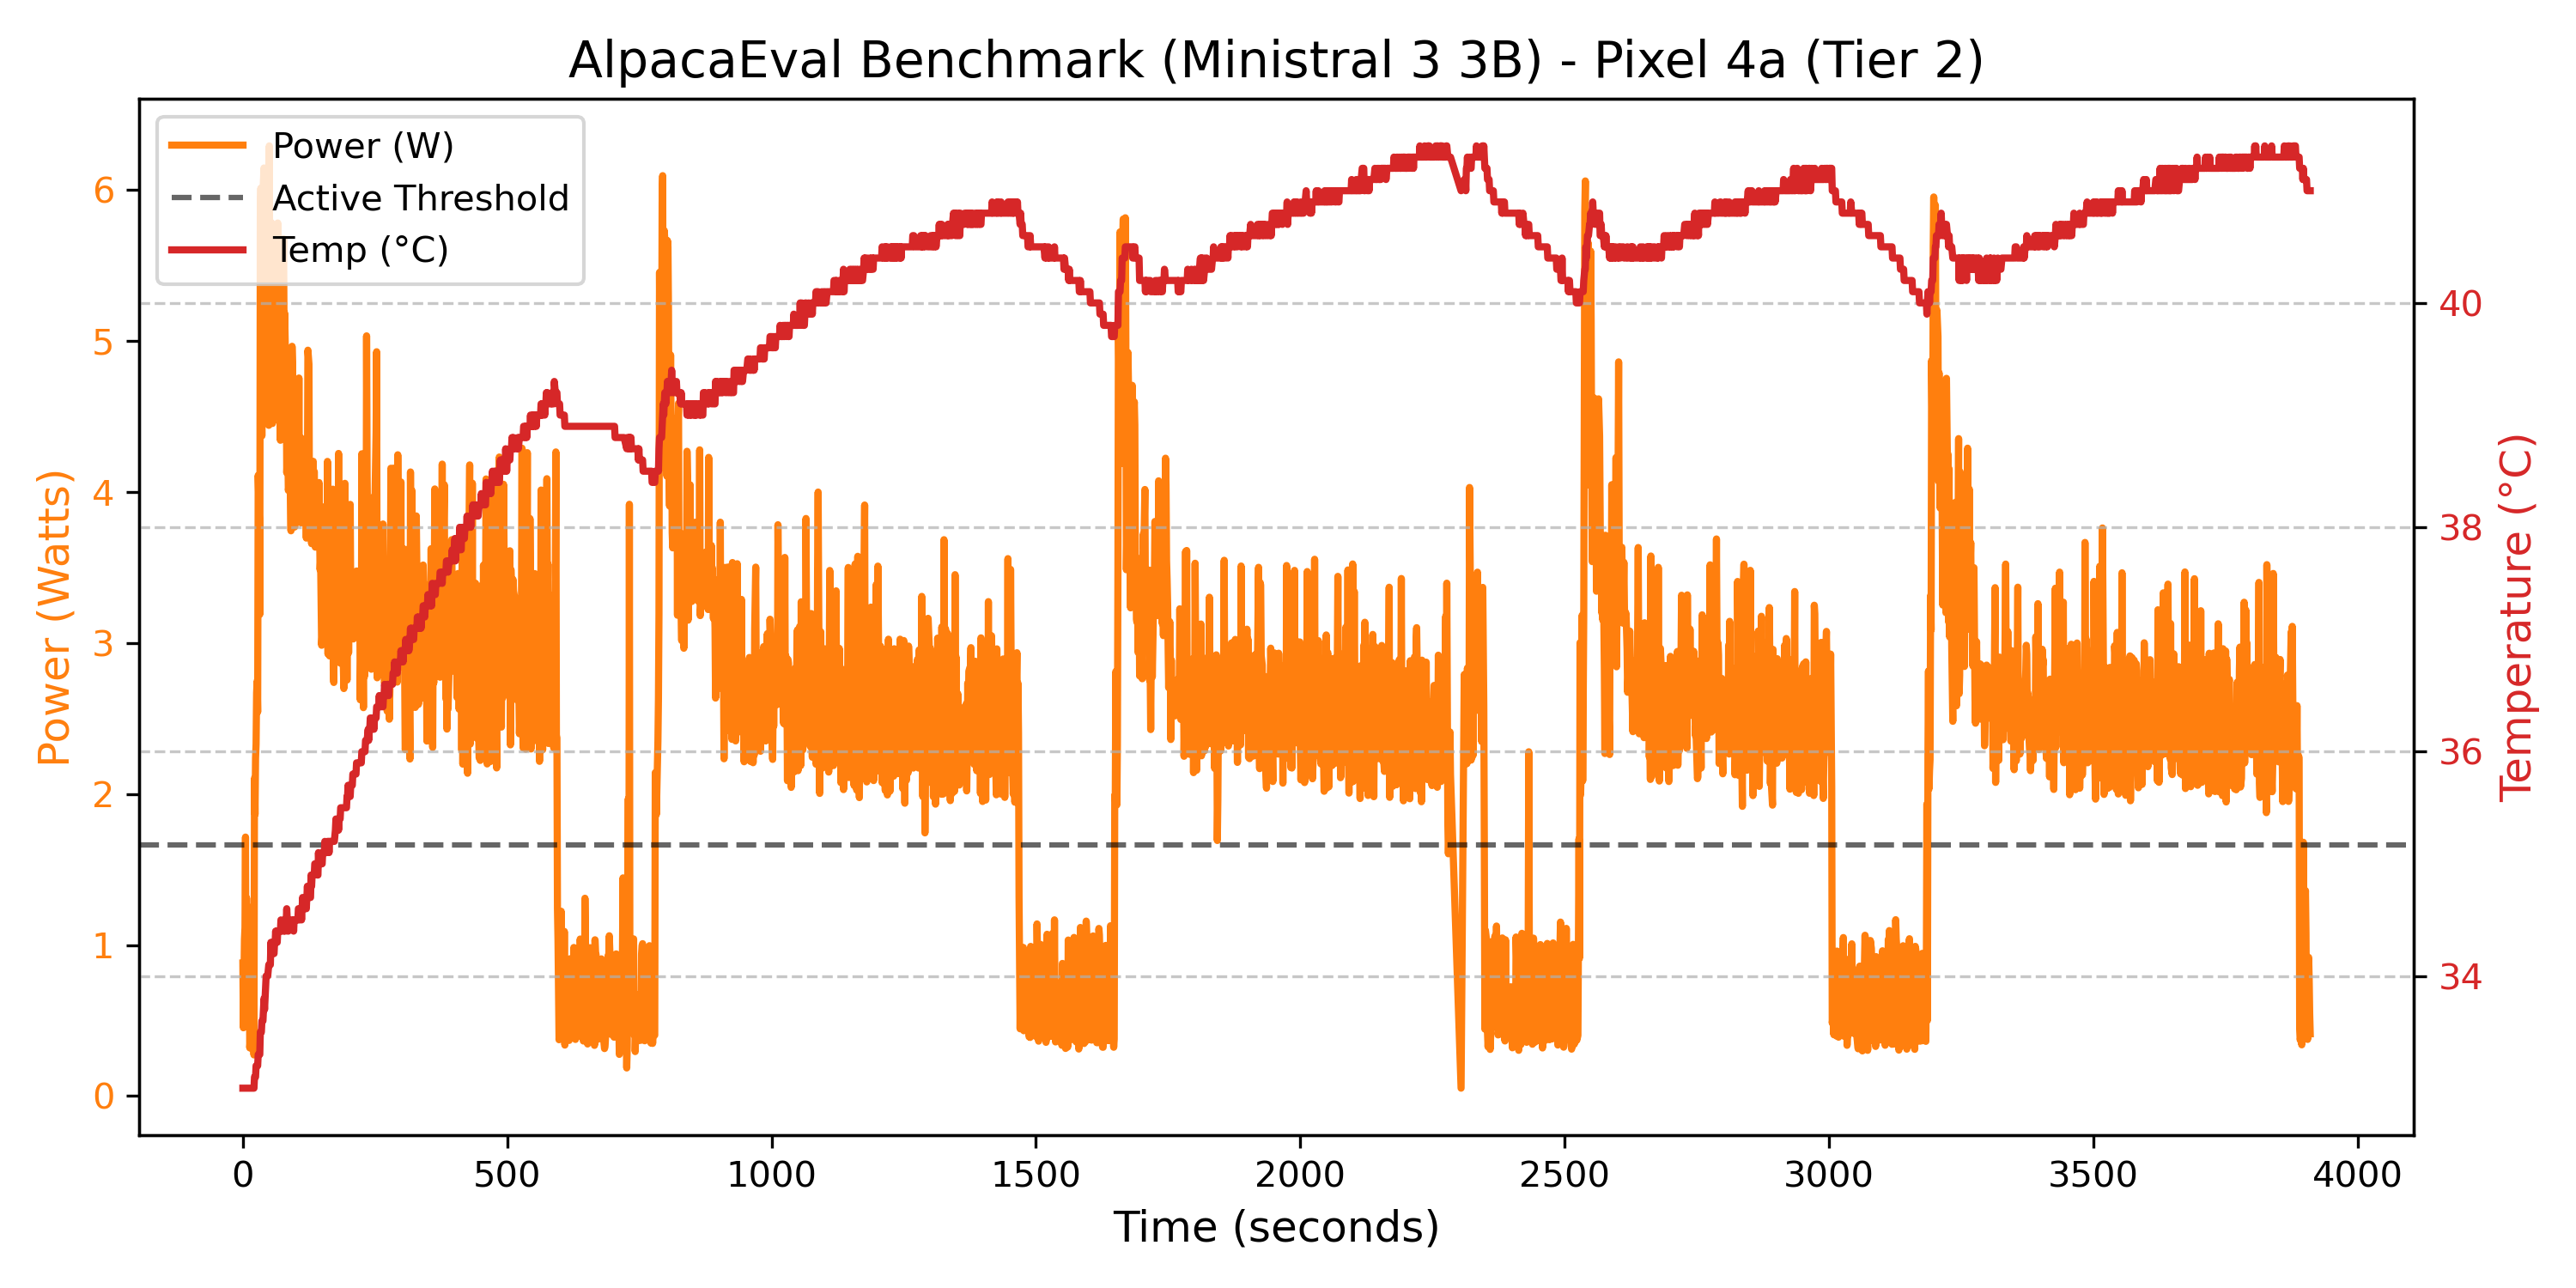 AlpacaEval Benchmark (Ministral 3 3B) - Pixel 4a (Tier 2)
Power (W)
Active Threshold
Temp (°C)
Power (Watts)
6
5
4
3
2
1
0
40
38
36
34
Temperature (°C)
0 500 1000 1500 2000 2500 3000 3500 4000
Time (seconds)